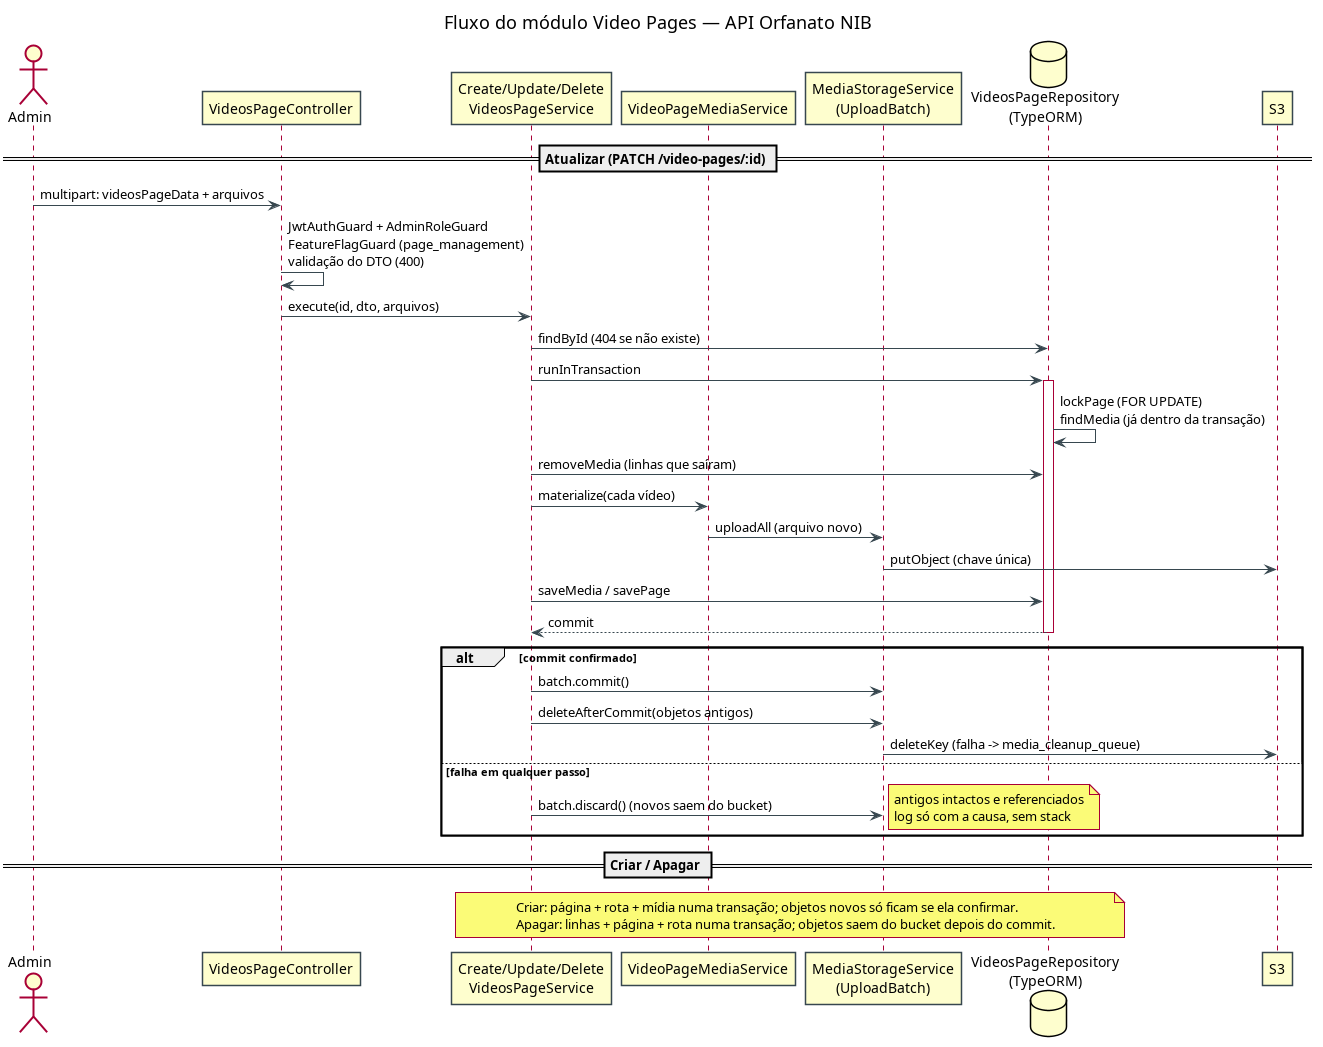 Fluxo do módulo Video Pages — API Orfanato NIB
Admin
VideosPageController
Create/Update/Delete
VideosPageService
VideoPageMediaService
MediaStorageService
(UploadBatch)
VideosPageRepository
(TypeORM)
S3
Atualizar (PATCH /video-pages/:id)
multipart: videosPageData + arquivos
JwtAuthGuard + AdminRoleGuard
FeatureFlagGuard (page_management)
validação do DTO (400)
execute(id, dto, arquivos)
findById (404 se não existe)
runInTransaction
lockPage (FOR UPDATE)
findMedia (já dentro da transação)
removeMedia (linhas que saíram)
materialize(cada vídeo)
uploadAll (arquivo novo)
putObject (chave única)
saveMedia / savePage
commit
alt [commit confirmado]
batch.commit()
deleteAfterCommit(objetos antigos)
deleteKey (falha -> media_cleanup_queue)
[falha em qualquer passo]
batch.discard() (novos saem do bucket)
antigos intactos e referenciados
log só com a causa, sem stack
Criar / Apagar
Criar: página + rota + mídia numa transação; objetos novos só ficam se ela confirmar.
Apagar: linhas + página + rota numa transação; objetos saem do bucket depois do commit.
Admin
VideosPageController
Create/Update/Delete
VideosPageService
VideoPageMediaService
MediaStorageService
(UploadBatch)
VideosPageRepository
(TypeORM)
S3